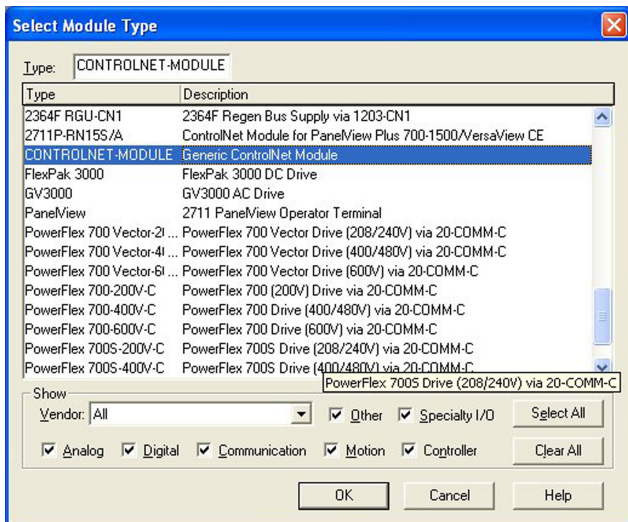 Select Module Type
Type: CONTROLNET-MODULE
Type Description
2364F RGU-CN1 2364F Regen Bus Supply via 1203-CN1
2711P-RN15S/A ControlNet Module for PanelView Plus 700-1500/VersaView CE
CONTROLNET-MODULE Generic ControlNet Module
FlexPak 3000 FlexPak 3000 DC Drive
GV3000 GV3000 AC Drive
PanelView 2711 PanelView Operator Terminal
PowerFlex 700 Vector-2( ... PowerFlex 700 Vector Drive (208/240V) via 20-COMM-C
PowerFlex 700 Vector-4( ... PowerFlex 700 Vector Drive (400/480V) via 20-COMM-C
PowerFlex 700 Vector-6( ... PowerFlex 700 Vector Drive (600V) via 20-COMM-C
PowerFlex 700-200V-C PowerFlex 700 (200V) Drive via 20-COMM-C
PowerFlex 700-400V-C PowerFlex 700 Drive (400/480V) via 20-COMM-C
PowerFlex 700-600V-C PowerFlex 700 Drive (600V) via 20-COMM-C
PowerFlex 700S-200V-C PowerFlex 700S Drive (208/240V) via 20-COMM-C
PowerFlex 700S-400V-C PowerFlex 700S Drive (400/480V) via 20-COMM-C
PowerFlex 700S Drive (208/240V) via 20-COMM-C
Show
Vendor: All Other Specialty I/O Select All
Analog Digital Communication Motion Controller Clear All
OK Cancel Help